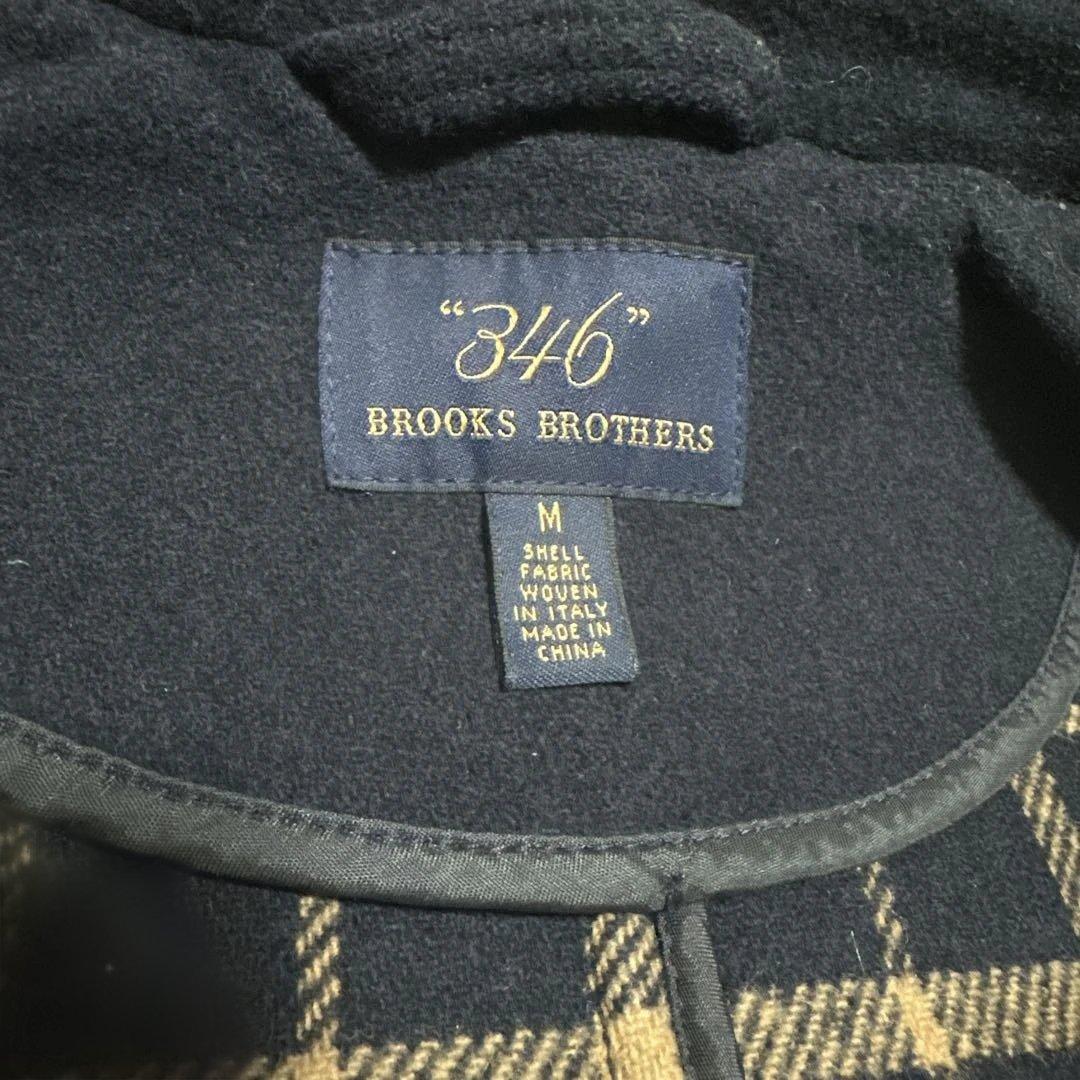 “346”
BROOKS BROTHERS
M
SHELL
FABRIC
WOVEN
IN ITALY
MADE IN
CHINA